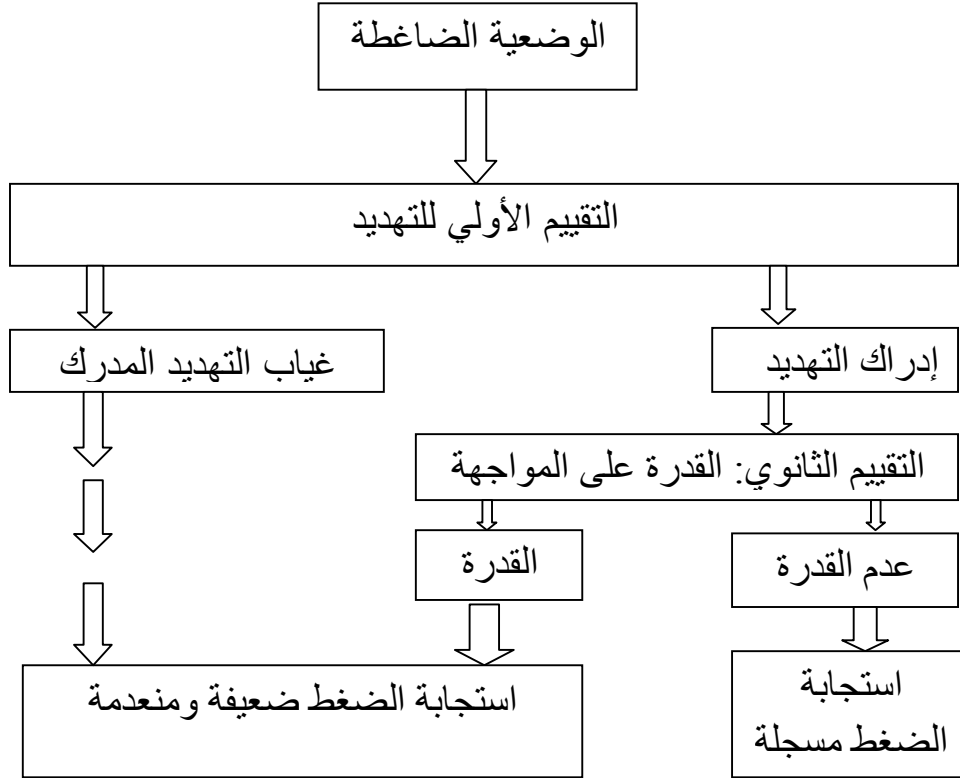 الوضعية الضاغطة
التقييم الأولي للتهديد
إدراك التهديد
غياب التهديد المدرك
التقييم الثانوي: القدرة على المواجهة
عدم القدرة
القدرة
استجابة
الضغط مسجلة
استجابة الضغط ضعيفة ومنعدمة